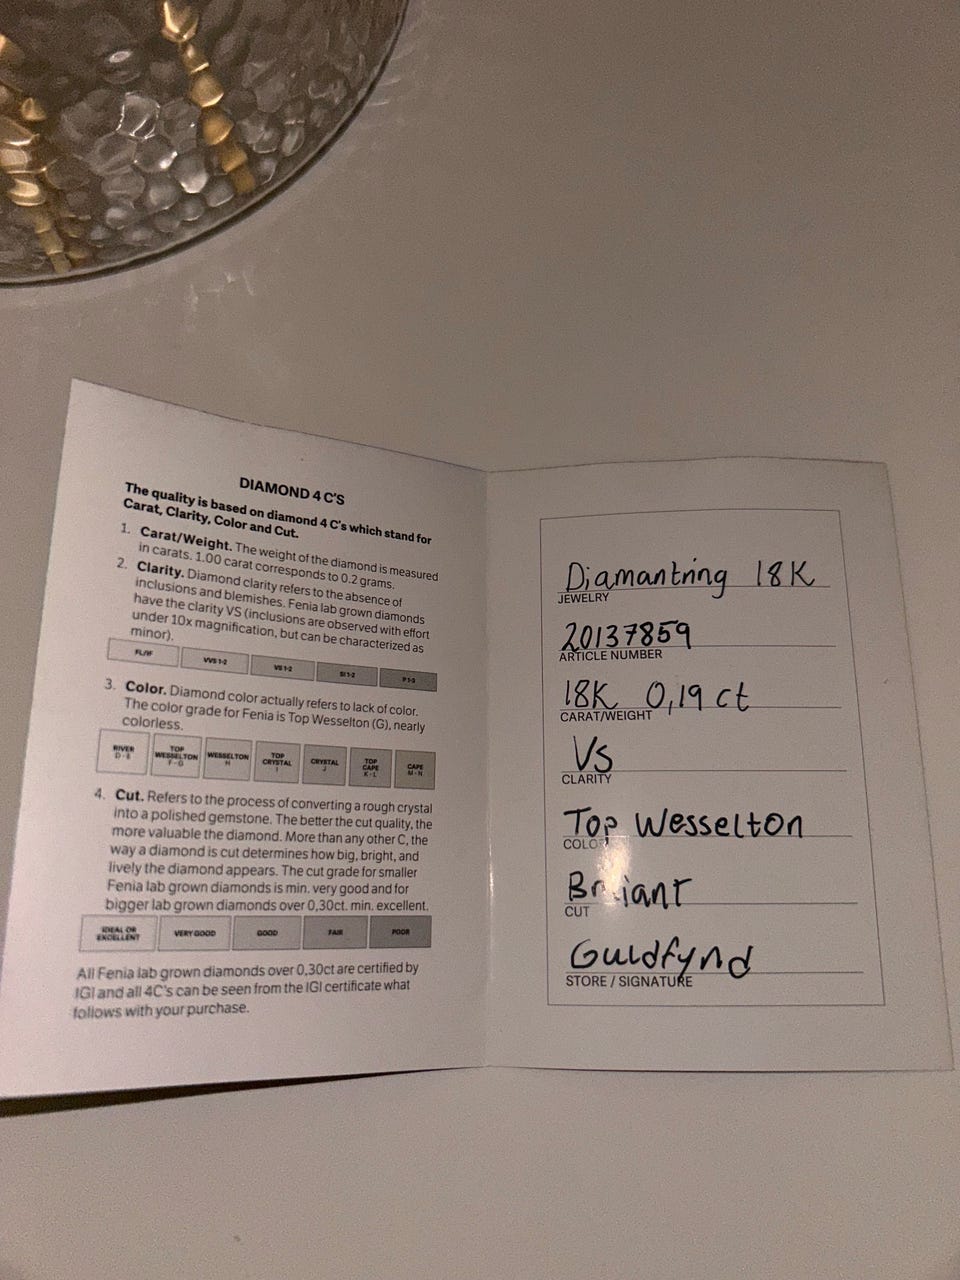 DIAMOND 4 C'S
The quality is based on diamond 4 C's which stand for
Carat, Clarity, Color and Cut.
1. Carat/Weight. The weight of the diamond is measured
in carats. 1.00 carat corresponds to 0.2 grams.
2. Clarity. Diamond clarity refers to the absence of
inclusions and blemishes. Fenia lab grown diamonds
have the clarity VS (inclusions are observed with effort
under 10x magnification, but can be characterized as
minor).
FL/IF VVS 1-2 VS 1-2 SI 1-2 P 1-3
3. Color. Diamond color actually refers to lack of color.
The color grade for Fenia is Top Wesselton (G), nearly
colorless.
RIVER TOP WESSELTON WESSELTON TOP CRYSTAL CRYSTAL TOP CAPE CAPE
F-G H I J K-L M-N
4. Cut. Refers to the process of converting a rough crystal
into a polished gemstone. The better the cut quality, the
more valuable the diamond. More than any other C, the
way a diamond is cut determines how big, bright, and
lively the diamond appears. The cut grade for smaller
Fenia lab grown diamonds is min. very good and for
bigger lab grown diamonds over 0,30ct. min. excellent.
IDEAL OR EXCELLENT VERY GOOD GOOD FAIR POOR
All Fenia lab grown diamonds over 0,30ct are certified by
IGI and all 4C's can be seen from the IGI certificate what
follows with your purchase.
Diamantring 18K
JEWELRY
20137859
ARTICLE NUMBER
18K 0,19 ct
CARAT/WEIGHT
Vs
CLARITY
Top Wesselton
COLOR
CUT
Guldfynd
STORE / SIGNATURE